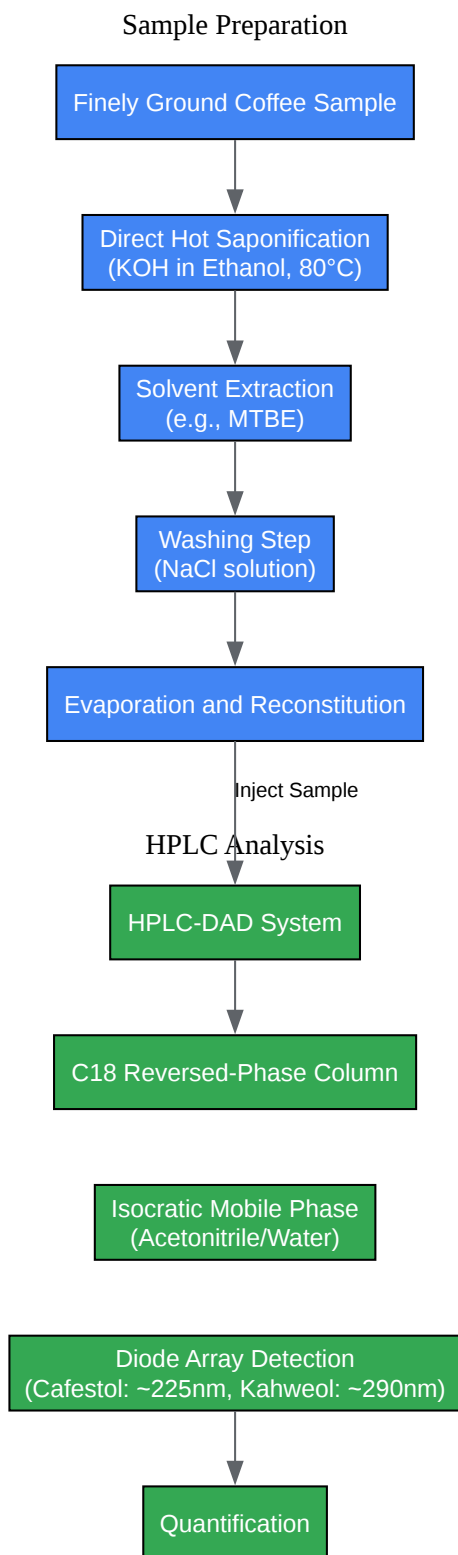 Sample Preparation
Finely Ground Coffee Sample
Direct Hot Saponification
(KOH in Ethanol, 80°C)
Solvent Extraction
(e.g., MTBE)
Washing Step
(NaCl solution)
Evaporation and Reconstitution
Inject Sample
HPLC Analysis
HPLC-DAD System
C18 Reversed-Phase Column
Isocratic Mobile Phase
(Acetonitrile/Water)
Diode Array Detection
(Cafestol: ~225nm, Kahweol: ~290nm)
Quantification